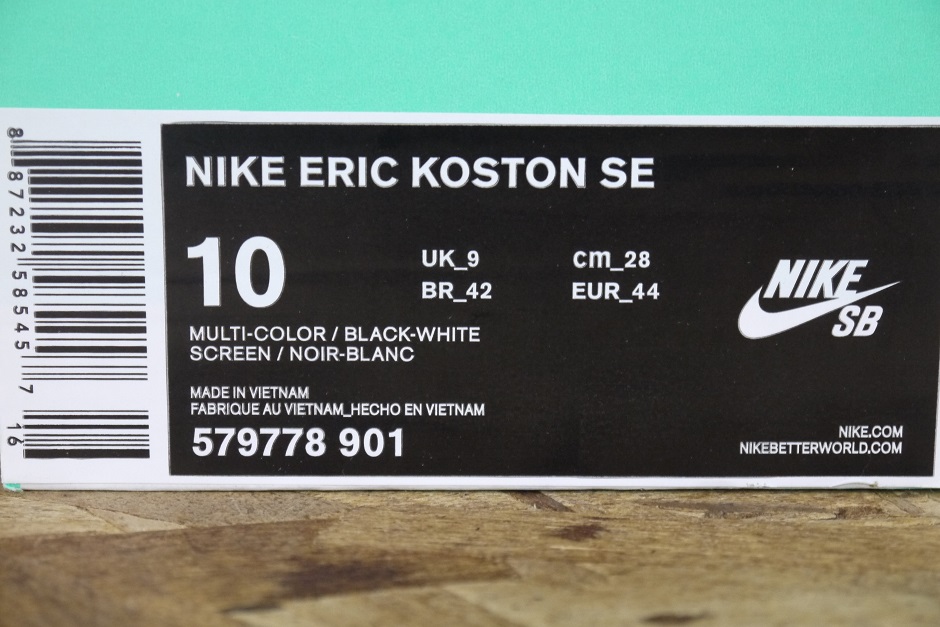 NIKE ERIC KOSTON SE
10
UK_9 cm_28
BR_42 EUR_44
NIKE
SB
MULTI-COLOR / BLACK-WHITE
SCREEN / NOIR-BLANC
MADE IN VIETNAM
FABRIQUE AU VIETNAM_HECHO EN VIETNAM
579778 901
NIKE.COM
NIKEBETTERWORLD.COM
8 87232 58545 7
16